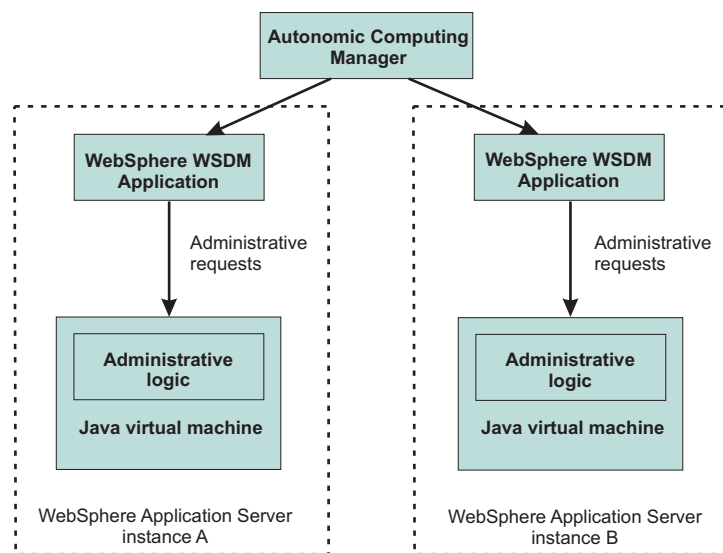 Autonomic Computing
Manager
WebSphere WSDM
Application
Administrative
requests
Administrative
logic
Java virtual machine
WebSphere Application Server
instance A
WebSphere WSDM
Application
Administrative
requests
Administrative
logic
Java virtual machine
WebSphere Application Server
instance B